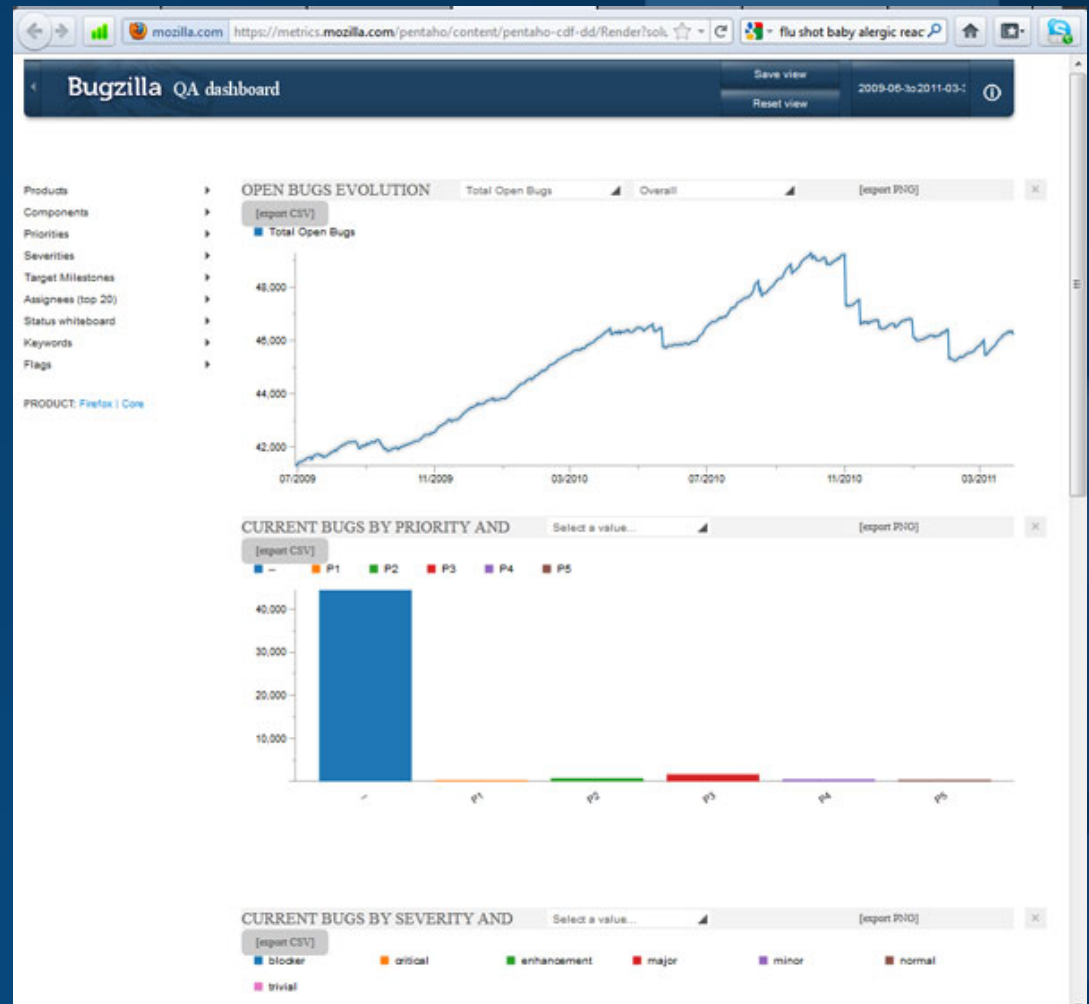 mozilla.com https://metrics.mozilla.com/pentaho/content/pentaho-cdf-dd/Render?solu flu shot baby alergic reac
Bugzilla QA dashboard
Save view
Reset view
Products
Components
Priorities
Severities
Target Milestones
Assignees (top 20)
Status whiteboard
Keywords
Flags
PRODUCT: Firefox | Core
OPEN BUGS EVOLUTION Total Open Bugs Overall [export PNG] ×
[export CSV]
Total Open Bugs
48,000
46,000
44,000
42,000
07/2009 11/2009 03/2010 07/2010 11/2010 03/2011
CURRENT BUGS BY PRIORITY AND Select a value... [export PNG] ×
[export CSV]
-- P1 P2 P3 P4 P5
40,000
30,000
20,000
10,000
-- P1 P2 P3 P4 P5
CURRENT BUGS BY SEVERITY AND Select a value... [export PNG] ×
[export CSV]
blocker critical enhancement major minor normal
trivial